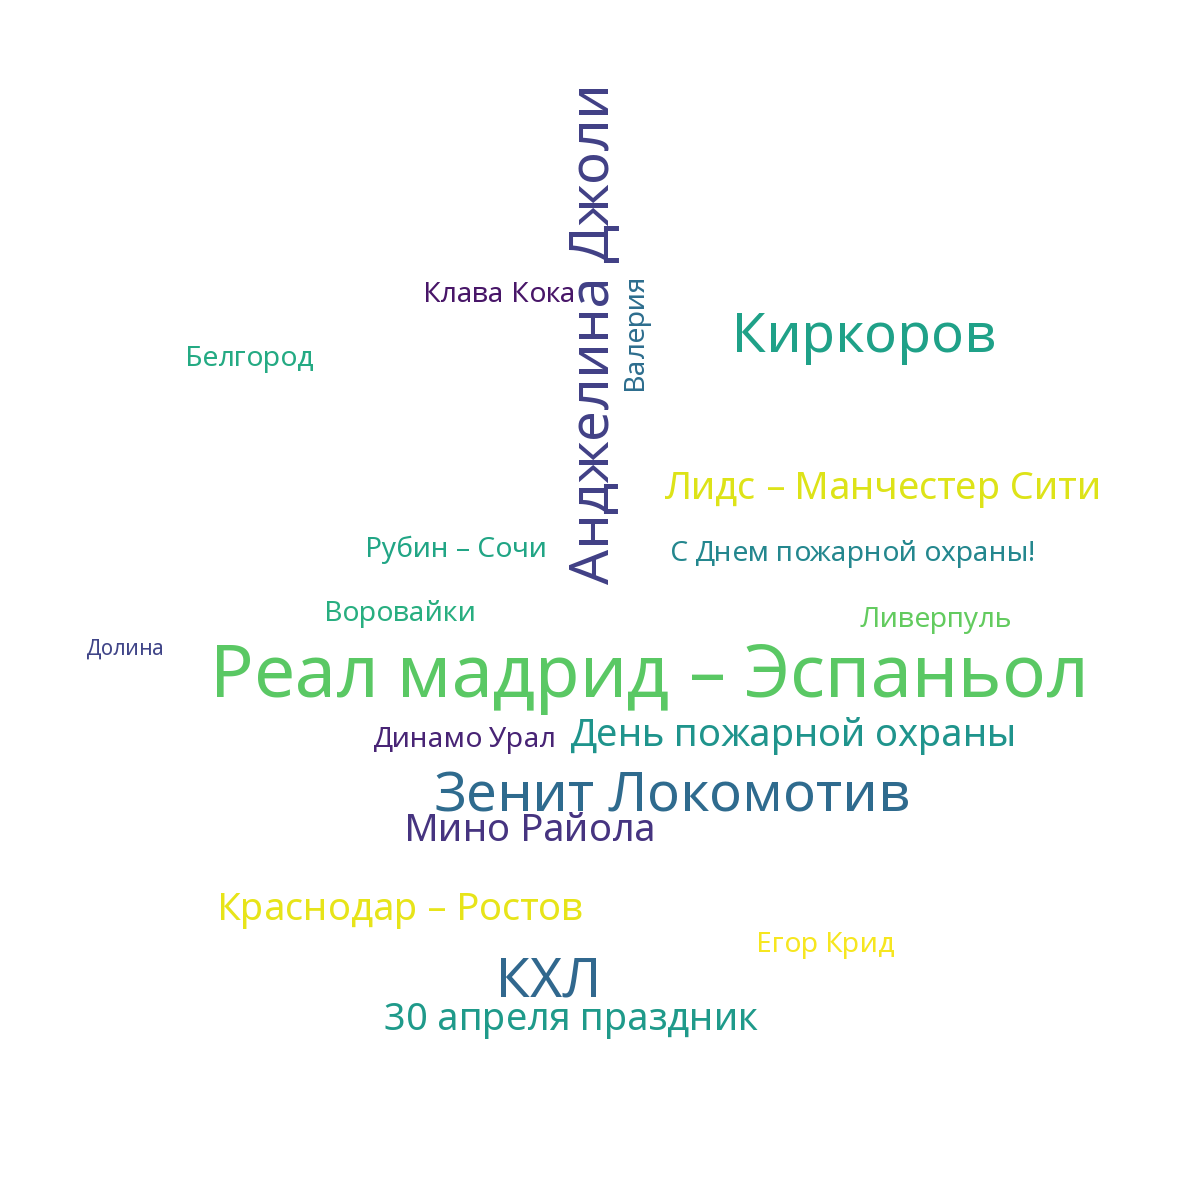 Анджелина Джоли
Клава Кока
Валерия
Киркоров
Белгород
Лидс – Манчестер Сити
Рубин – Сочи
С Днем пожарной охраны!
Воровайки
Ливерпуль
Долина
Реал мадрид – Эспаньол
Динамо Урал
День пожарной охраны
Зенит Локомотив
Мино Райола
Краснодар – Ростов
Егор Крид
КХЛ
30 апреля праздник